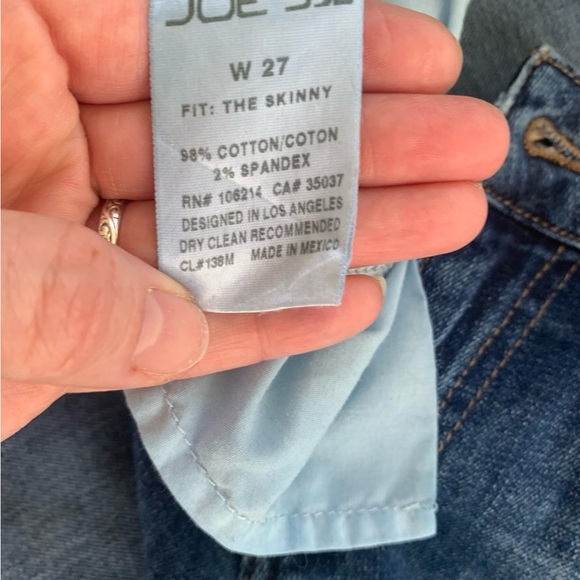 JOE'S
W 27
FIT: THE SKINNY
98% COTTON/COTON
2% SPANDEX
RN# 106214 CA# 35037
DESIGNED IN LOS ANGELES
DRY CLEAN RECOMMENDED
CL#138M MADE IN MEXICO